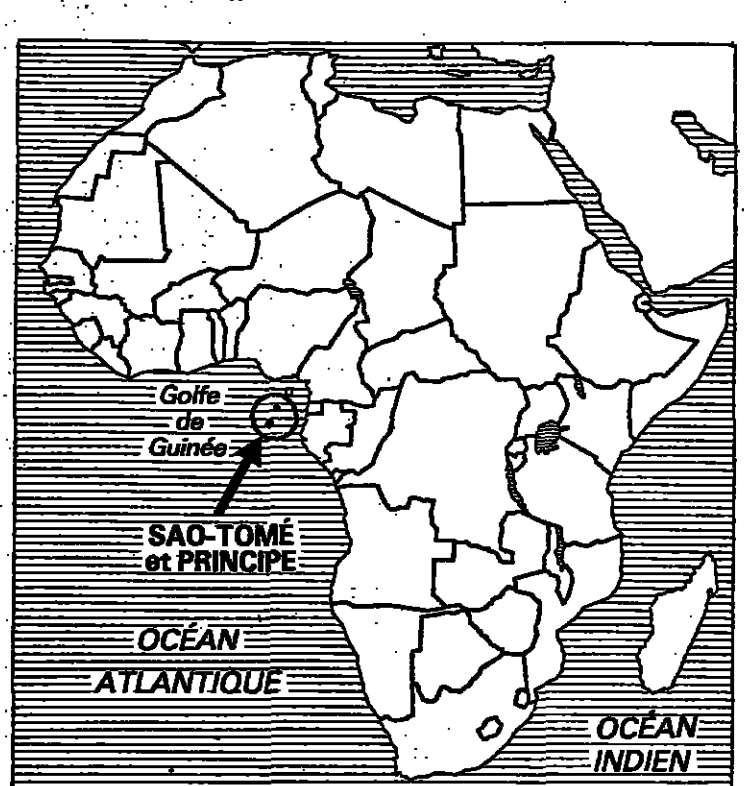 Golfe
de
Guinée
SAO-TOMÉ
et PRINCIPE
OCÉAN
ATLANTIQUE
OCÉAN
INDIEN